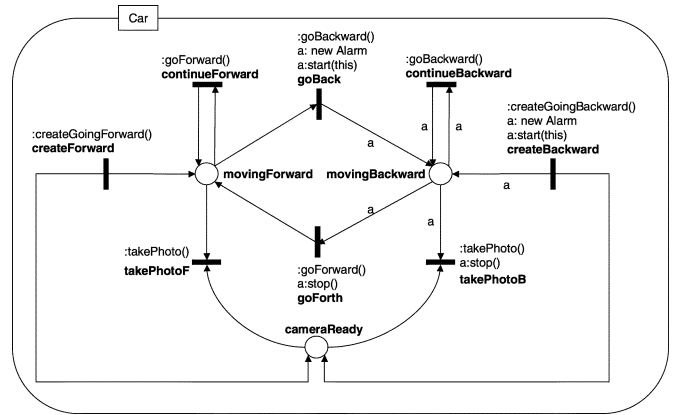 Car
:goBackward()
a: new Alarm
a:start(this)
goBack
:goForward()
continueForward
:goBackward()
continueBackward
:createGoingForward()
createForward
:createGoingBackward()
a: new Alarm
a:start(this)
createBackward
a
a
a
movingForward
movingBackward
a
a
a
:takePhoto()
takePhotoF
:goForward()
a:stop()
goForth
:takePhoto()
a:stop()
takePhotoB
cameraReady